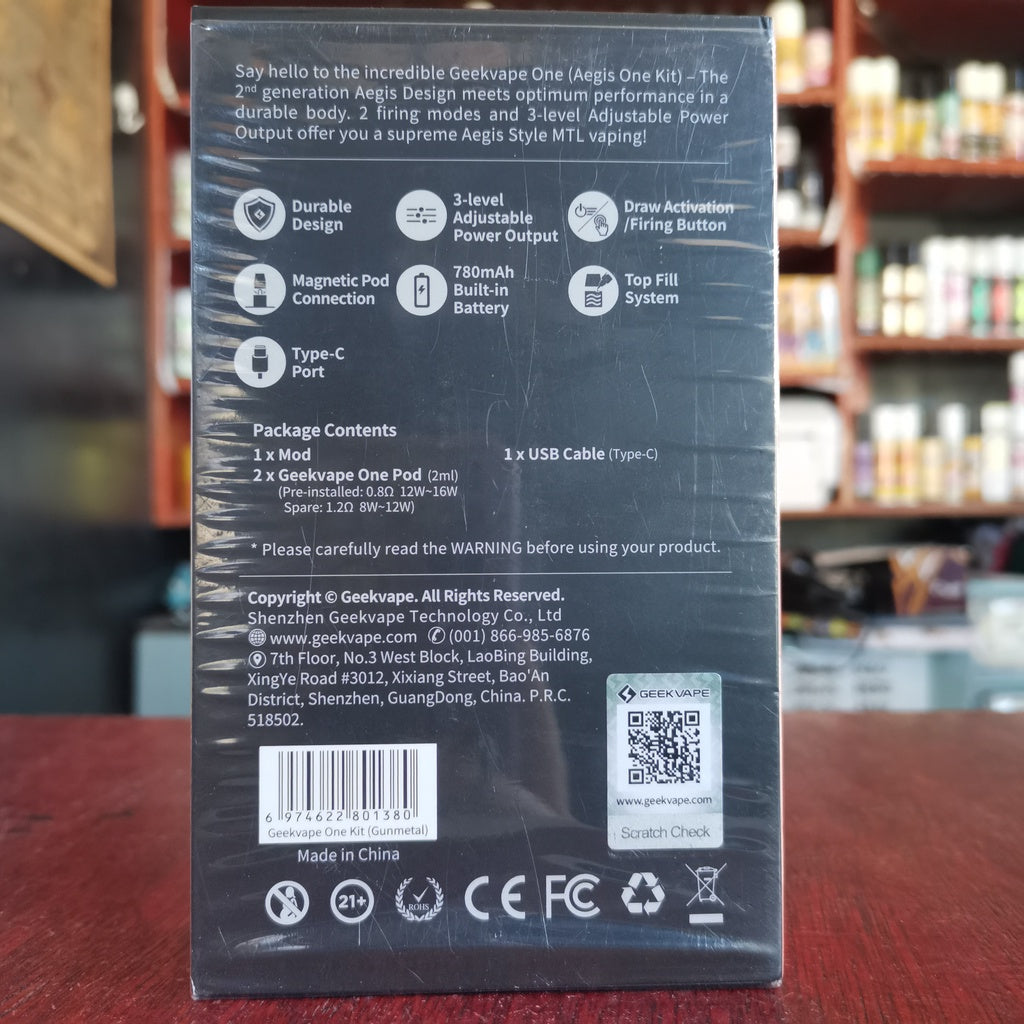 Say hello to the incredible Geekvape One (Aegis One Kit) – The
2nd generation Aegis Design meets optimum performance in a
durable body. 2 firing modes and 3-level Adjustable Power
Output offer you a supreme Aegis Style MTL vaping!
Durable
Design
3-level
Adjustable
Power Output
Draw Activation
/Firing Button
Magnetic Pod
Connection
780mAh
Built-in
Battery
Top Fill
System
Type-C
Port
Package Contents
1 x Mod
1 x USB Cable (Type-C)
2 x Geekvape One Pod (2ml)
(Pre-installed: 0.8Ω 12W~16W
Spare: 1.2Ω 8W~12W)
* Please carefully read the WARNING before using your product.
Copyright © Geekvape. All Rights Reserved.
Shenzhen Geekvape Technology Co., Ltd
www.geekvape.com (001) 866-985-6876
7th Floor, No.3 West Block, LaoBing Building,
XingYe Road #3012, Xixiang Street, Bao'An
District, Shenzhen, GuangDong, China. P.R.C.
518502.
GEEKVAPE
www.geekvape.com
Scratch Check
6 974622 801380
Geekvape One Kit (Gunmetal)
Made in China
21+
ROHS
CE FC